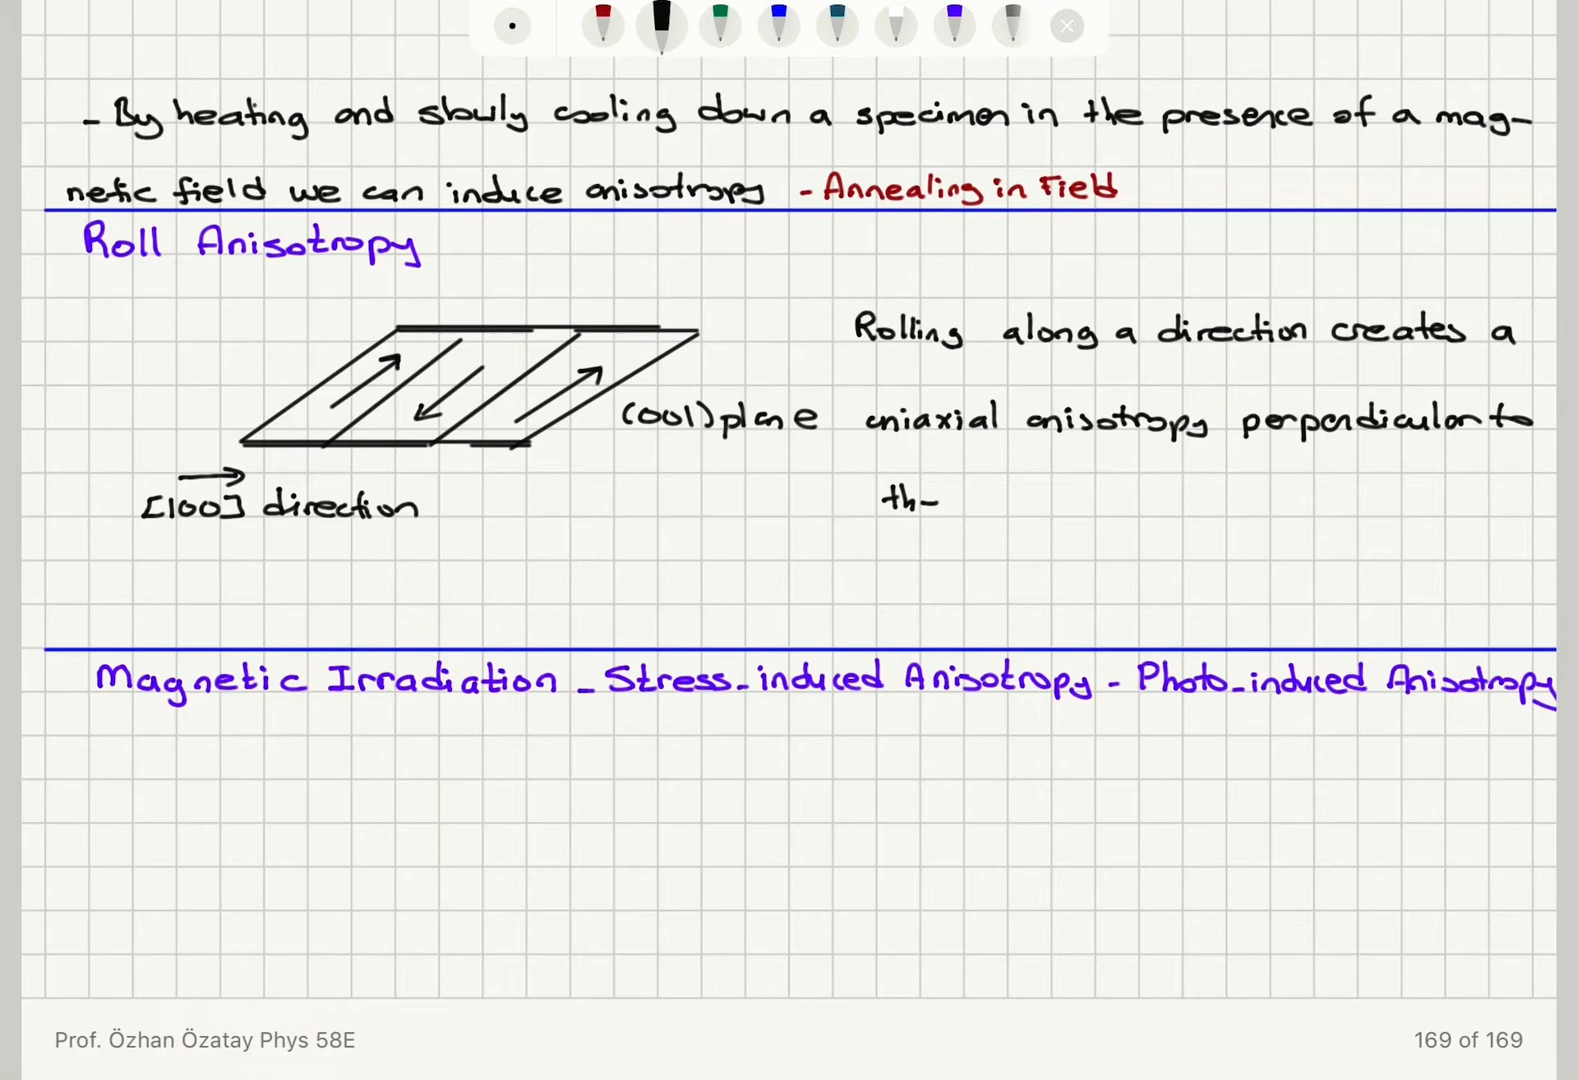 - By heating and slowly cooling down a specimen in the presence of a mag-
netic field we can induce anisotropy - Annealing in Field
Roll Anisotropy
Rolling along a direction creates a
(001) plane uniaxial anisotropy perpendicular to
th-
[100] direction
Magnetic Irradiation - Stress-induced Anisotropy - Photo-induced Anisotropy
Prof. Özhan Özatay Phys 58E
169 of 169